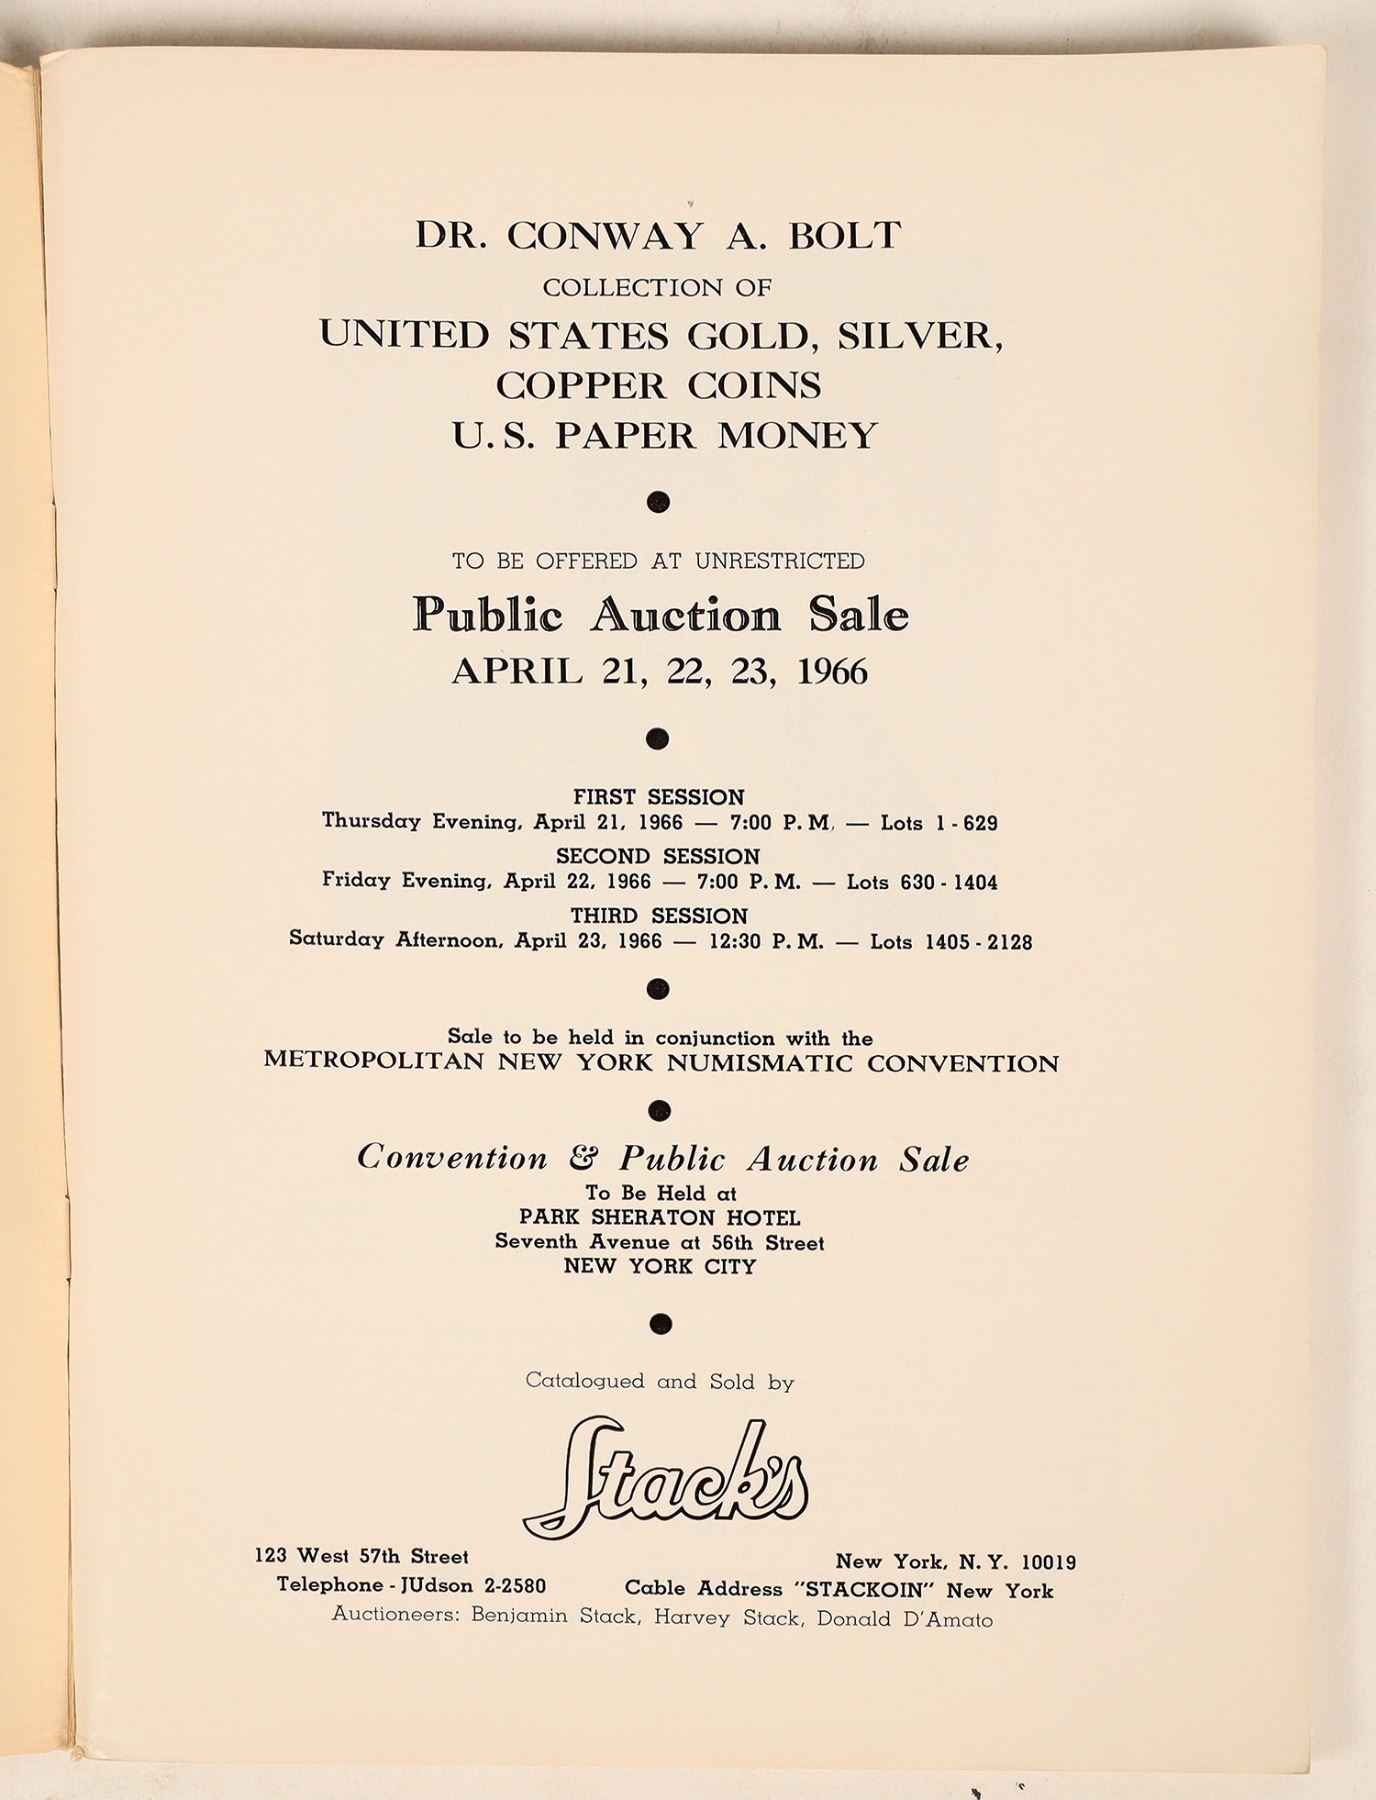 DR. CONWAY A. BOLT
COLLECTION OF
UNITED STATES GOLD, SILVER,
COPPER COINS
U.S. PAPER MONEY
TO BE OFFERED AT UNRESTRICTED
Public Auction Sale
APRIL 21, 22, 23, 1966
FIRST SESSION
Thursday Evening, April 21, 1966 — 7:00 P. M. — Lots 1 - 629
SECOND SESSION
Friday Evening, April 22, 1966 — 7:00 P. M. — Lots 630 - 1404
THIRD SESSION
Saturday Afternoon, April 23, 1966 — 12:30 P. M. — Lots 1405 - 2128
Sale to be held in conjunction with the
METROPOLITAN NEW YORK NUMISMATIC CONVENTION
Convention & Public Auction Sale
To Be Held at
PARK SHERATON HOTEL
Seventh Avenue at 56th Street
NEW YORK CITY
Catalogued and Sold by
Stack's
123 West 57th Street New York, N. Y. 10019
Telephone - JUdson 2-2580 Cable Address "STACKOIN" New York
Auctioneers: Benjamin Stack, Harvey Stack, Donald D'Amato